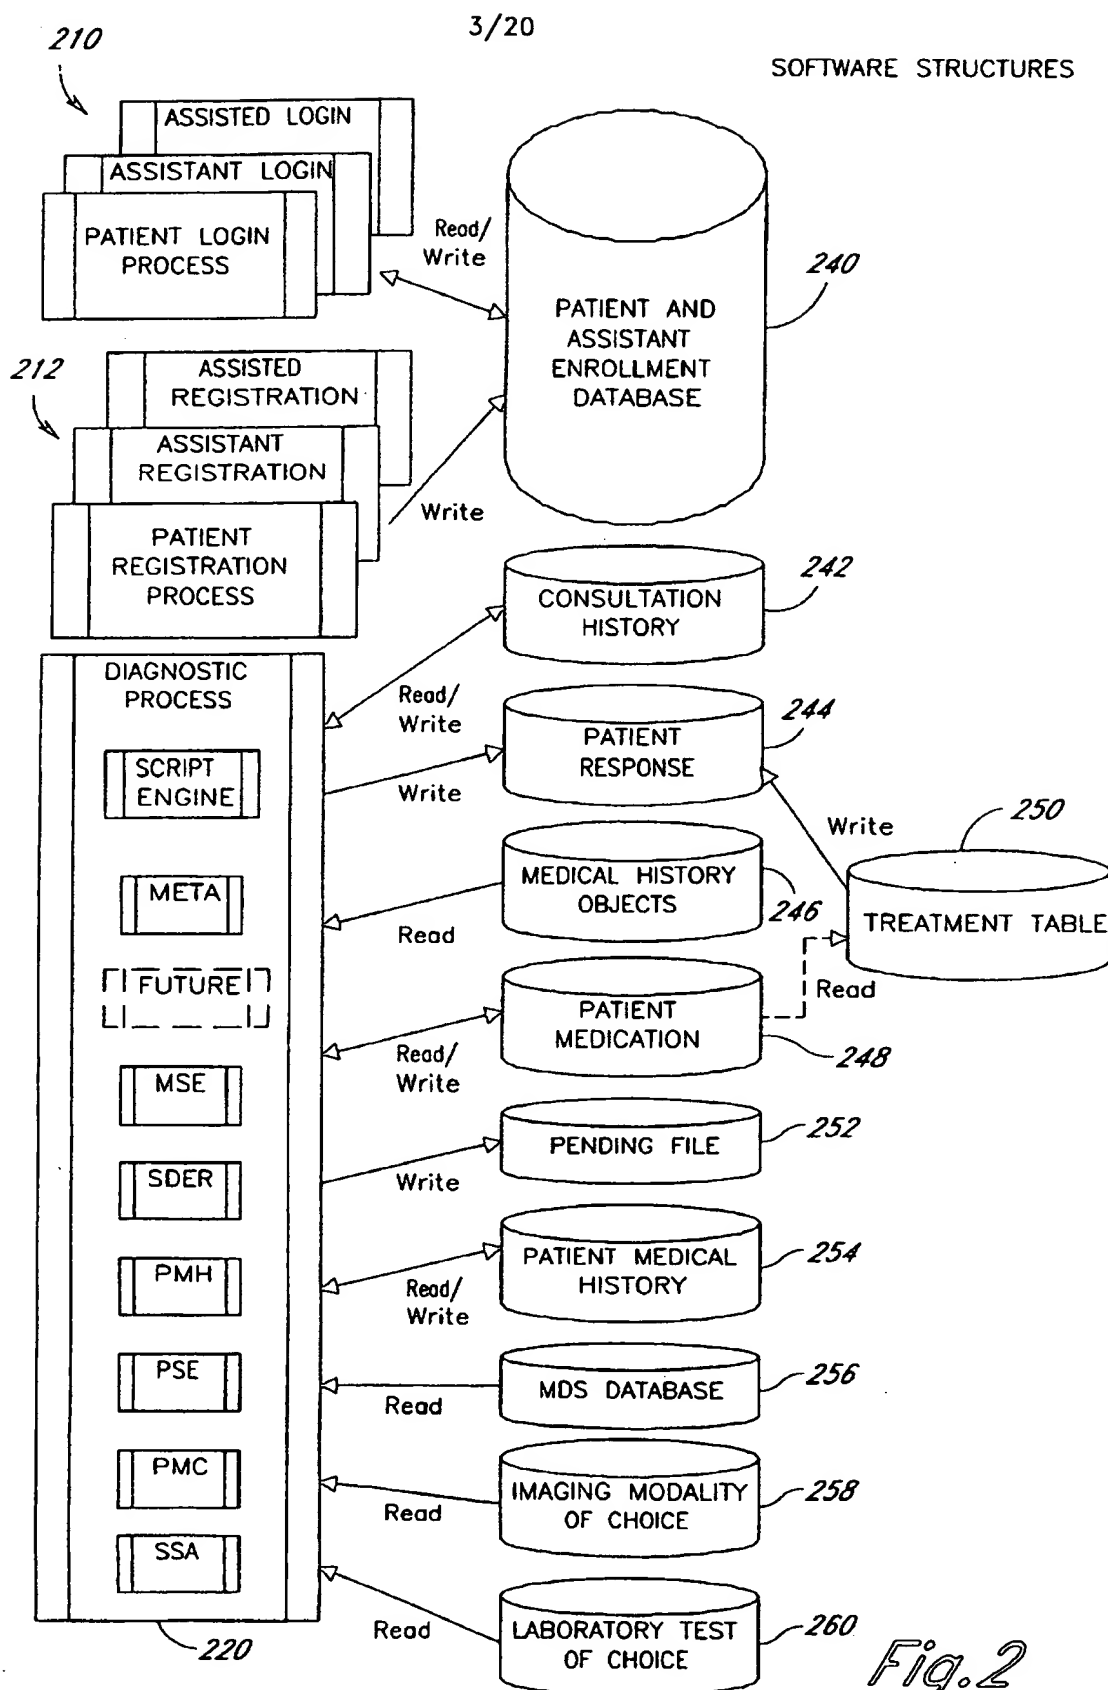 3/20
SOFTWARE STRUCTURES
210
ASSISTED LOGIN
ASSISTANT LOGIN
PATIENT LOGIN
PROCESS
Read/
Write
240
PATIENT AND
ASSISTANT
ENROLLMENT
DATABASE
212
ASSISTED
REGISTRATION
ASSISTANT
REGISTRATION
PATIENT
REGISTRATION
PROCESS
Write
242
CONSULTATION
HISTORY
DIAGNOSTIC
PROCESS
Read/
Write
244
PATIENT
RESPONSE
SCRIPT
ENGINE
Write
Write
250
TREATMENT TABLE
MEDICAL HISTORY
OBJECTS
246
META
Read
FUTURE
Read
PATIENT
MEDICATION
248
Read/
Write
MSE
252
PENDING FILE
SDER
Write
PATIENT MEDICAL
HISTORY
254
PMH
Read/
Write
PSE
MDS DATABASE
256
Read
PMC
IMAGING MODALITY
OF CHOICE
258
Read
SSA
LABORATORY TEST
OF CHOICE
260
Read
220
Fig.2